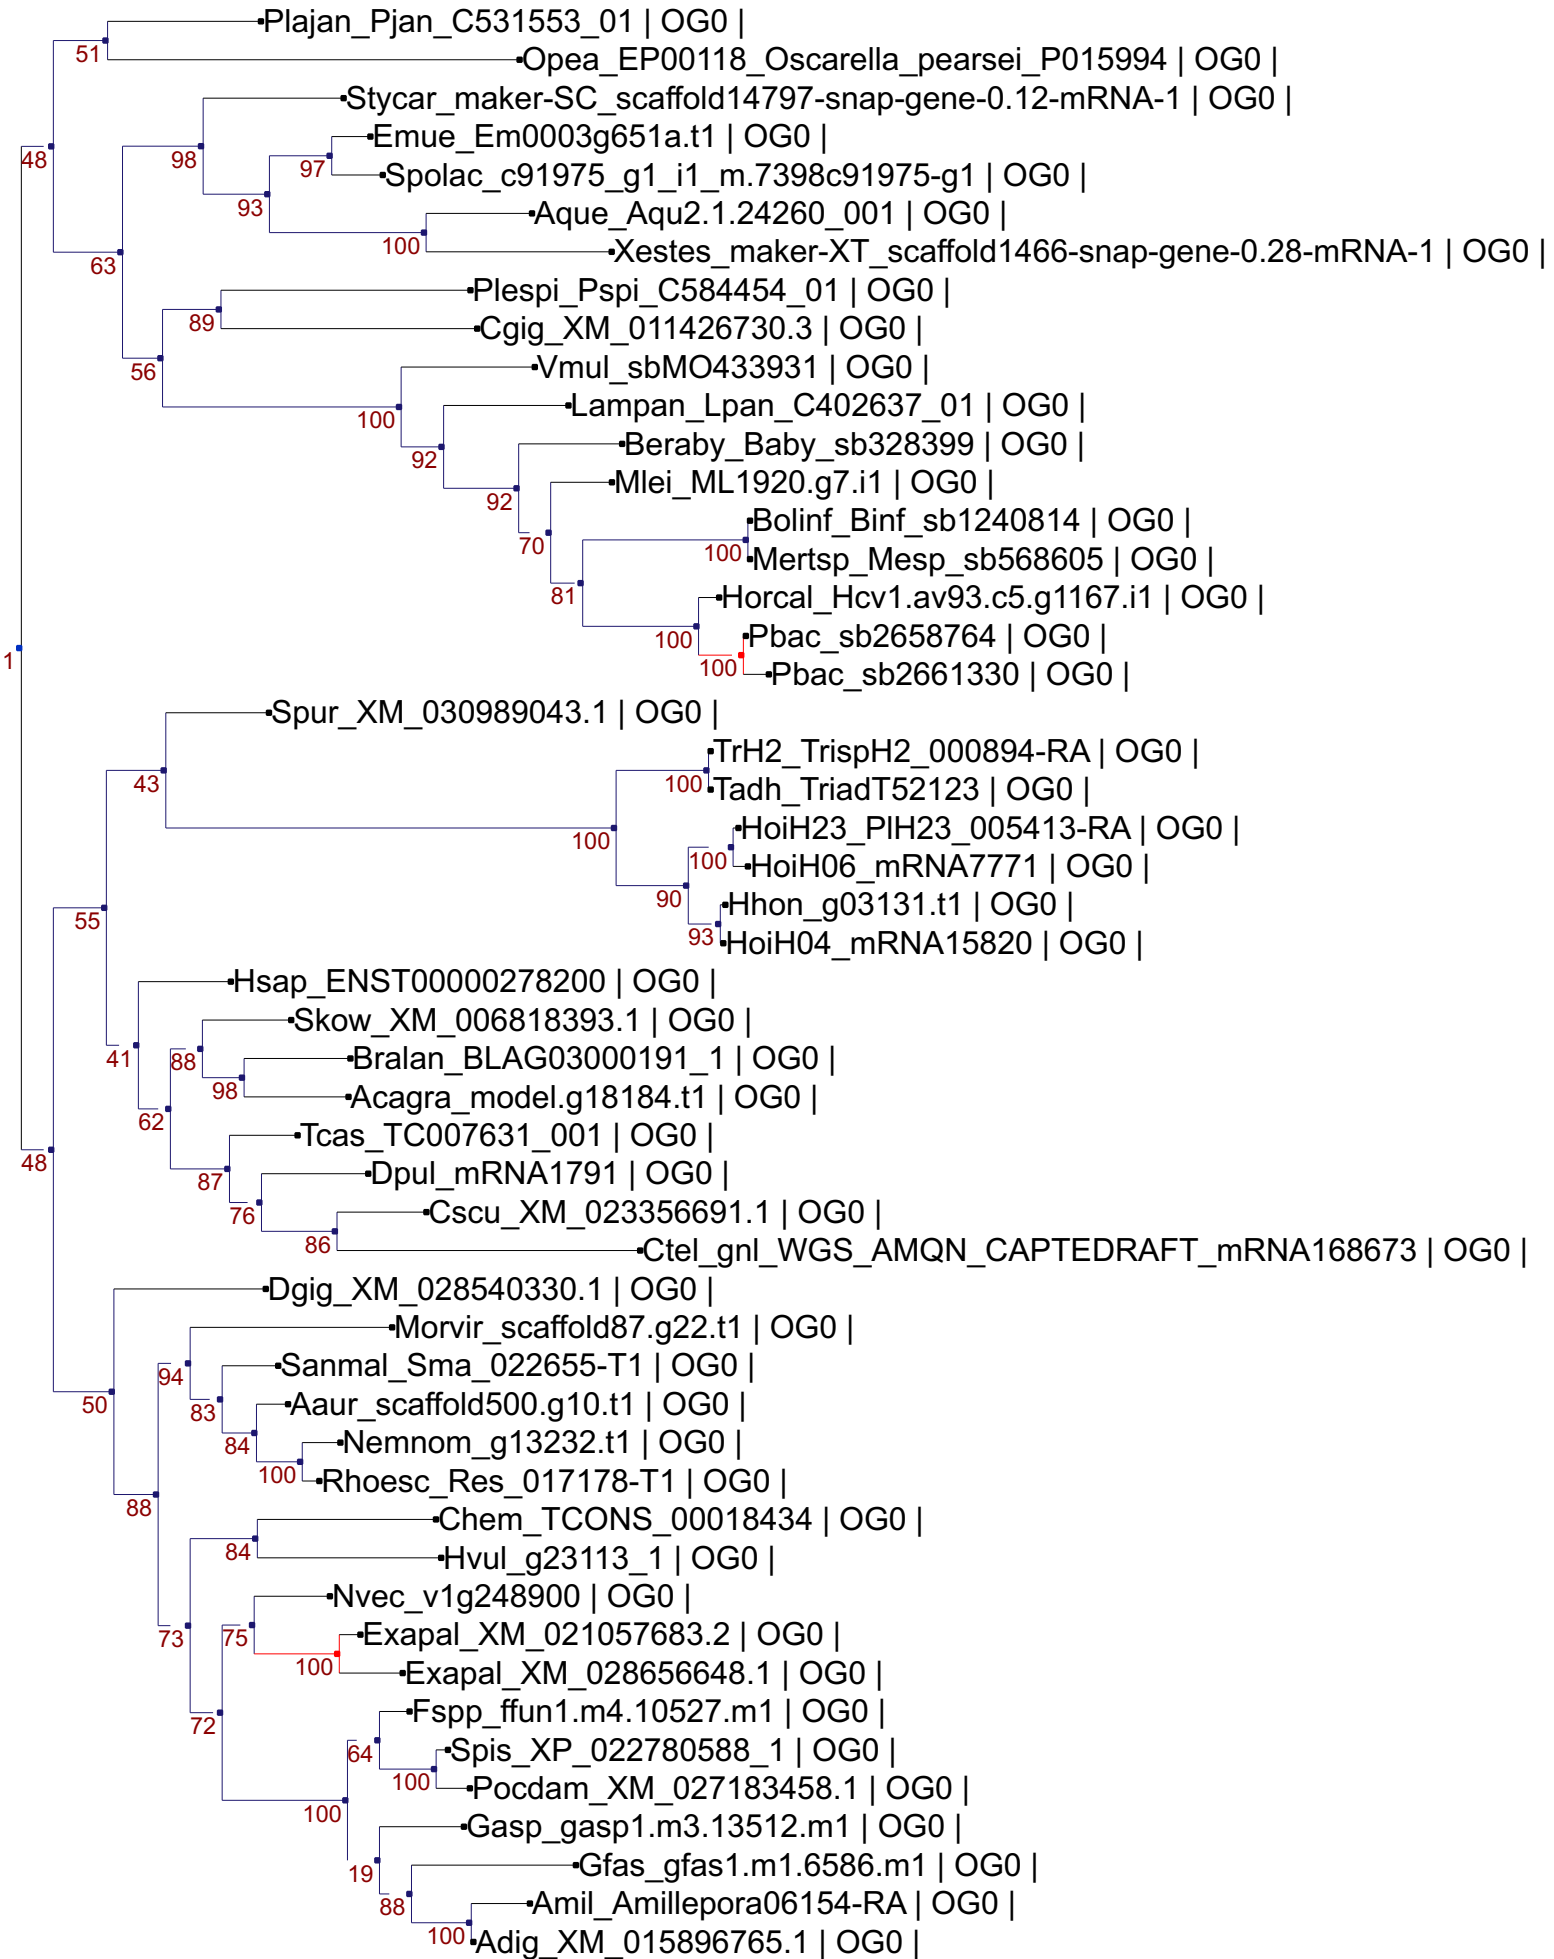 Plajan_Pjan_C531553_01 | OG0 |
51
Opea_EP00118_Oscarella_pearsei_P015994 | OG0 |
Stycar_maker-SC_scaffold14797-snap-gene-0.12-mRNA-1 | OG0 |
Emue_Em0003g651a.t1 | OG0 |
48
98
97
Spolac_c91975_g1_i1_m.7398c91975-g1 | OG0 |
93
Aque_Aqu2.1.24260_001 | OG0 |
100
Xestes_maker-XT_scaffold1466-snap-gene-0.28-mRNA-1 | OG0 |
63
Plespi_Pspi_C584454_01 | OG0 |
89
Cgig_XM_011426730.3 | OG0 |
56
Vmul_sbMO433931 | OG0 |
Lampan_Lpan_C402637_01 | OG0 |
100
Beraby_Baby_sb328399 | OG0 |
92
Mlei_ML1920.g7.i1 | OG0 |
92
Bolinf_Binf_sb1240814 | OG0 |
70
100
Mertsp_Mesp_sb568605 | OG0 |
81
Horcal_Hcv1.av93.c5.g1167.i1 | OG0 |
100
Pbac_sb2658764 | OG0 |
1
100
Pbac_sb2661330 | OG0 |
Spur_XM_030989043.1 | OG0 |
TrH2_TrispH2_000894-RA | OG0 |
43
100
Tadh_TriadT52123 | OG0 |
HoiH23_PlH23_005413-RA | OG0 |
100
100
HoiH06_mRNA7771 | OG0 |
90
Hhon_g03131.t1 | OG0 |
55
93
HoiH04_mRNA15820 | OG0 |
Hsap_ENST00000278200 | OG0 |
Skow_XM_006818393.1 | OG0 |
41
88
Bralan_BLAG03000191_1 | OG0 |
98
Acagra_model.g18184.t1 | OG0 |
62
Tcas_TC007631_001 | OG0 |
48
87
Dpul_mRNA1791 | OG0 |
76
Cscu_XM_023356691.1 | OG0 |
86
Ctel_gnl_WGS_AMQN_CAPTEDRAFT_mRNA168673 | OG0 |
Dgig_XM_028540330.1 | OG0 |
Morvir_scaffold87.g22.t1 | OG0 |
94
Sanmal_Sma_022655-T1 | OG0 |
50
83
Aaur_scaffold500.g10.t1 | OG0 |
84
Nemnom_g13232.t1 | OG0 |
100
Rhoesc_Res_017178-T1 | OG0 |
88
Chem_TCONS_00018434 | OG0 |
84
Hvul_g23113_1 | OG0 |
Nvec_v1g248900 | OG0 |
73
75
Exapal_XM_021057683.2 | OG0 |
100
Exapal_XM_028656648.1 | OG0 |
72
Fspp_ffun1.m4.10527.m1 | OG0 |
64
Spis_XP_022780588_1 | OG0 |
100
Pocdam_XM_027183458.1 | OG0 |
100
Gasp_gasp1.m3.13512.m1 | OG0 |
19
Gfas_gfas1.m1.6586.m1 | OG0 |
88
Amil_Amillepora06154-RA | OG0 |
100
Adig_XM_015896765.1 | OG0 |